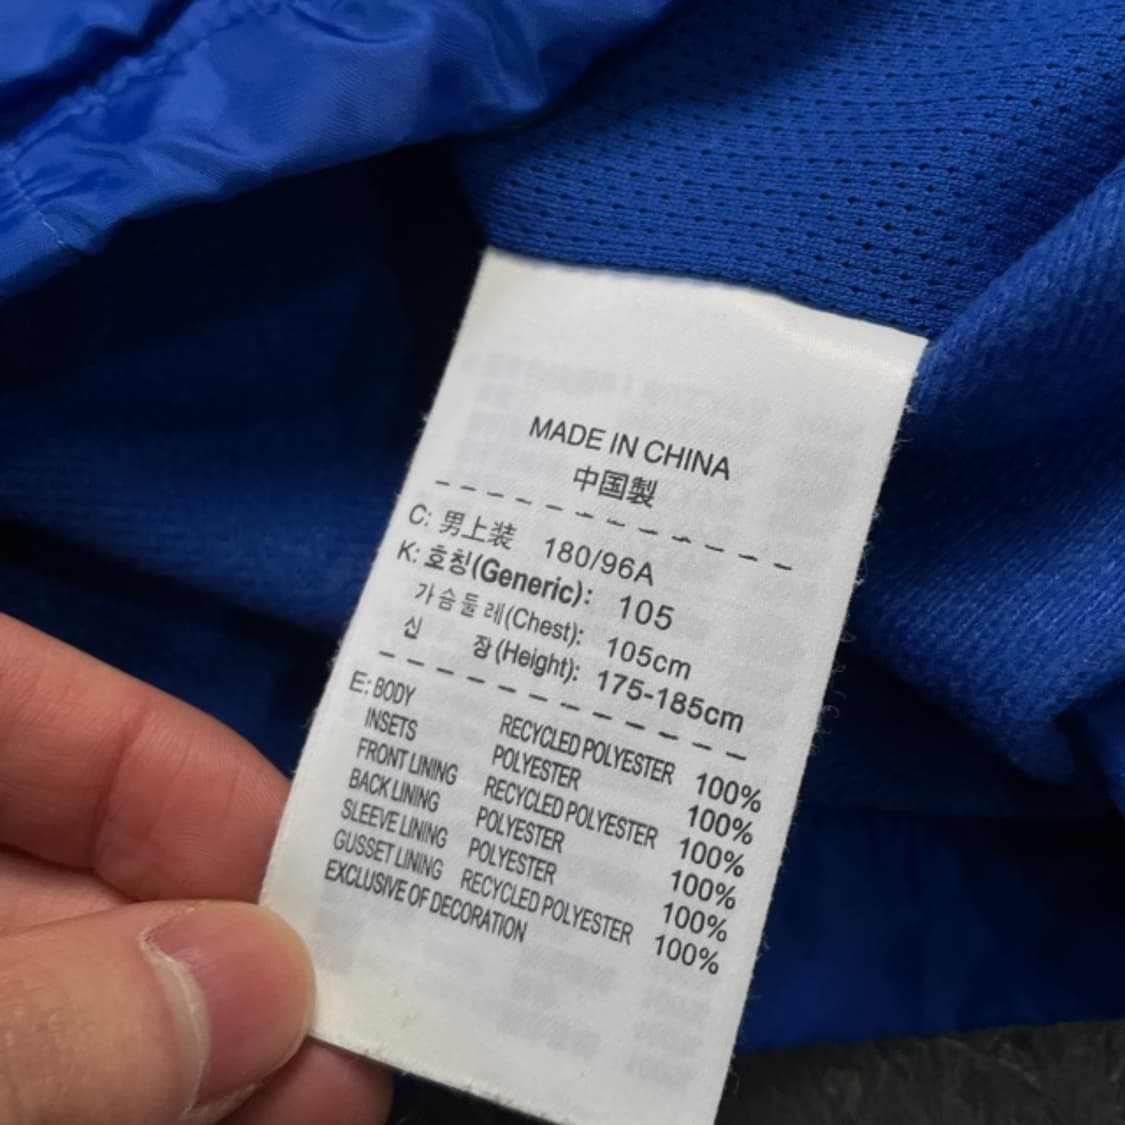 MADE IN CHINA
中国製
C: 男上装 180/96A
K: 호칭(Generic): 105
가슴둘레(Chest): 105cm
신 장(Height): 175-185cm
E: BODY RECYCLED POLYESTER 100%
INSETS POLYESTER 100%
FRONT LINING RECYCLED POLYESTER 100%
BACK LINING POLYESTER 100%
SLEEVE LINING POLYESTER 100%
GUSSET LINING RECYCLED POLYESTER 100%
EXCLUSIVE OF DECORATION